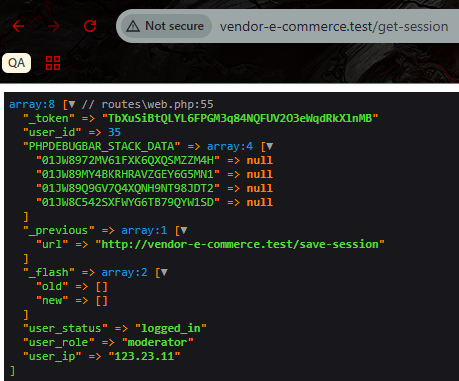 Not secure vendor-e-commerce.test/get-session
QA
array:8 [▼ // routes\web.php:55
"_token" => "TbXuSiBtQLYL6FPGM3q84NQFUV2O3eWqdRkXlnMB"
"user_id" => 35
"PHPDEBUGBAR_STACK_DATA" => array:4 [▼
"01JW8972MV61FXK6QXQSMZZM4H" => null
"01JW89MY4BKRHRAVZGEY6G5MN1" => null
"01JW89Q9GV7Q4XQNH9NT98JDT2" => null
"01JW8C542SXFWYG6TB79QYW1SD" => null
]
"_previous" => array:1 [▼
"url" => "http://vendor-e-commerce.test/save-session"
]
"_flash" => array:2 [▼
"old" => []
"new" => []
]
"user_status" => "logged_in"
"user_role" => "moderator"
"user_ip" => "123.23.11"
]